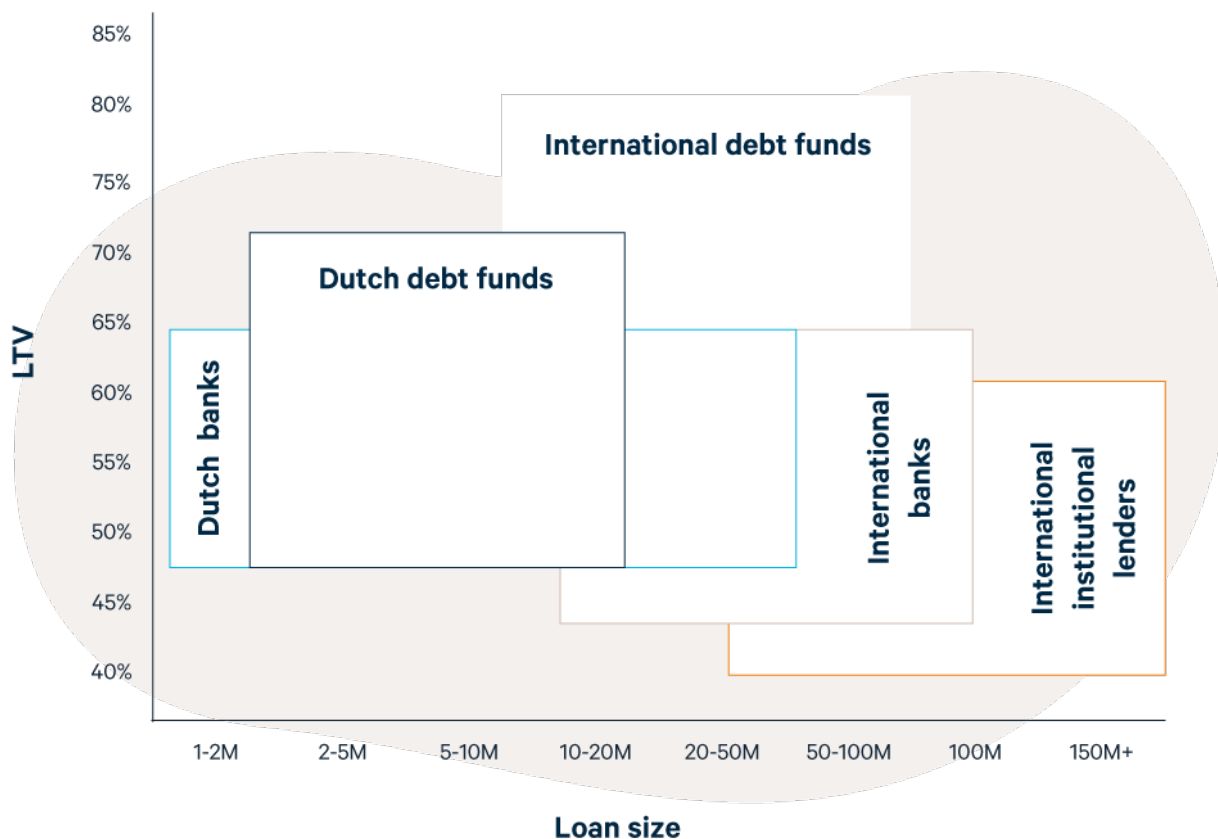 85%
80%
75%
70%
65%
60%
55%
50%
45%
40%
LTV
International debt funds
Dutch debt funds
Dutch banks
International
banks
International
institutional
lenders
1-2M
2-5M
5-10M
10-20M
20-50M
50-100M
100M
150M+
Loan size